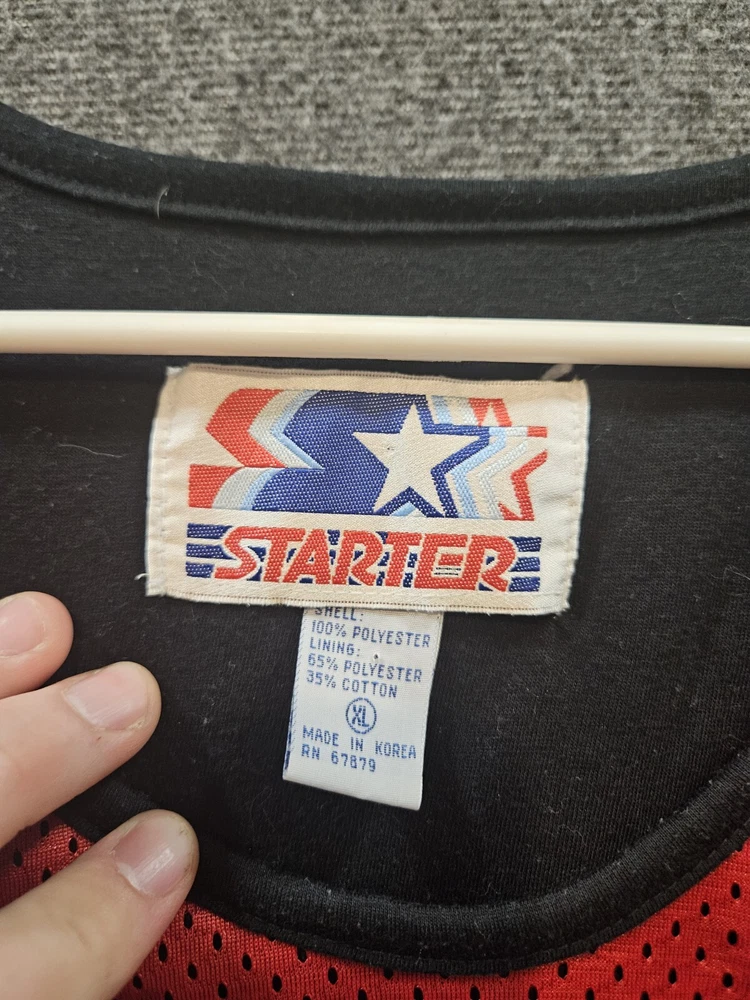 STARTER
SHELL:
100% POLYESTER
LINING:
65% POLYESTER
35% COTTON
XL
MADE IN KOREA
RN 67879